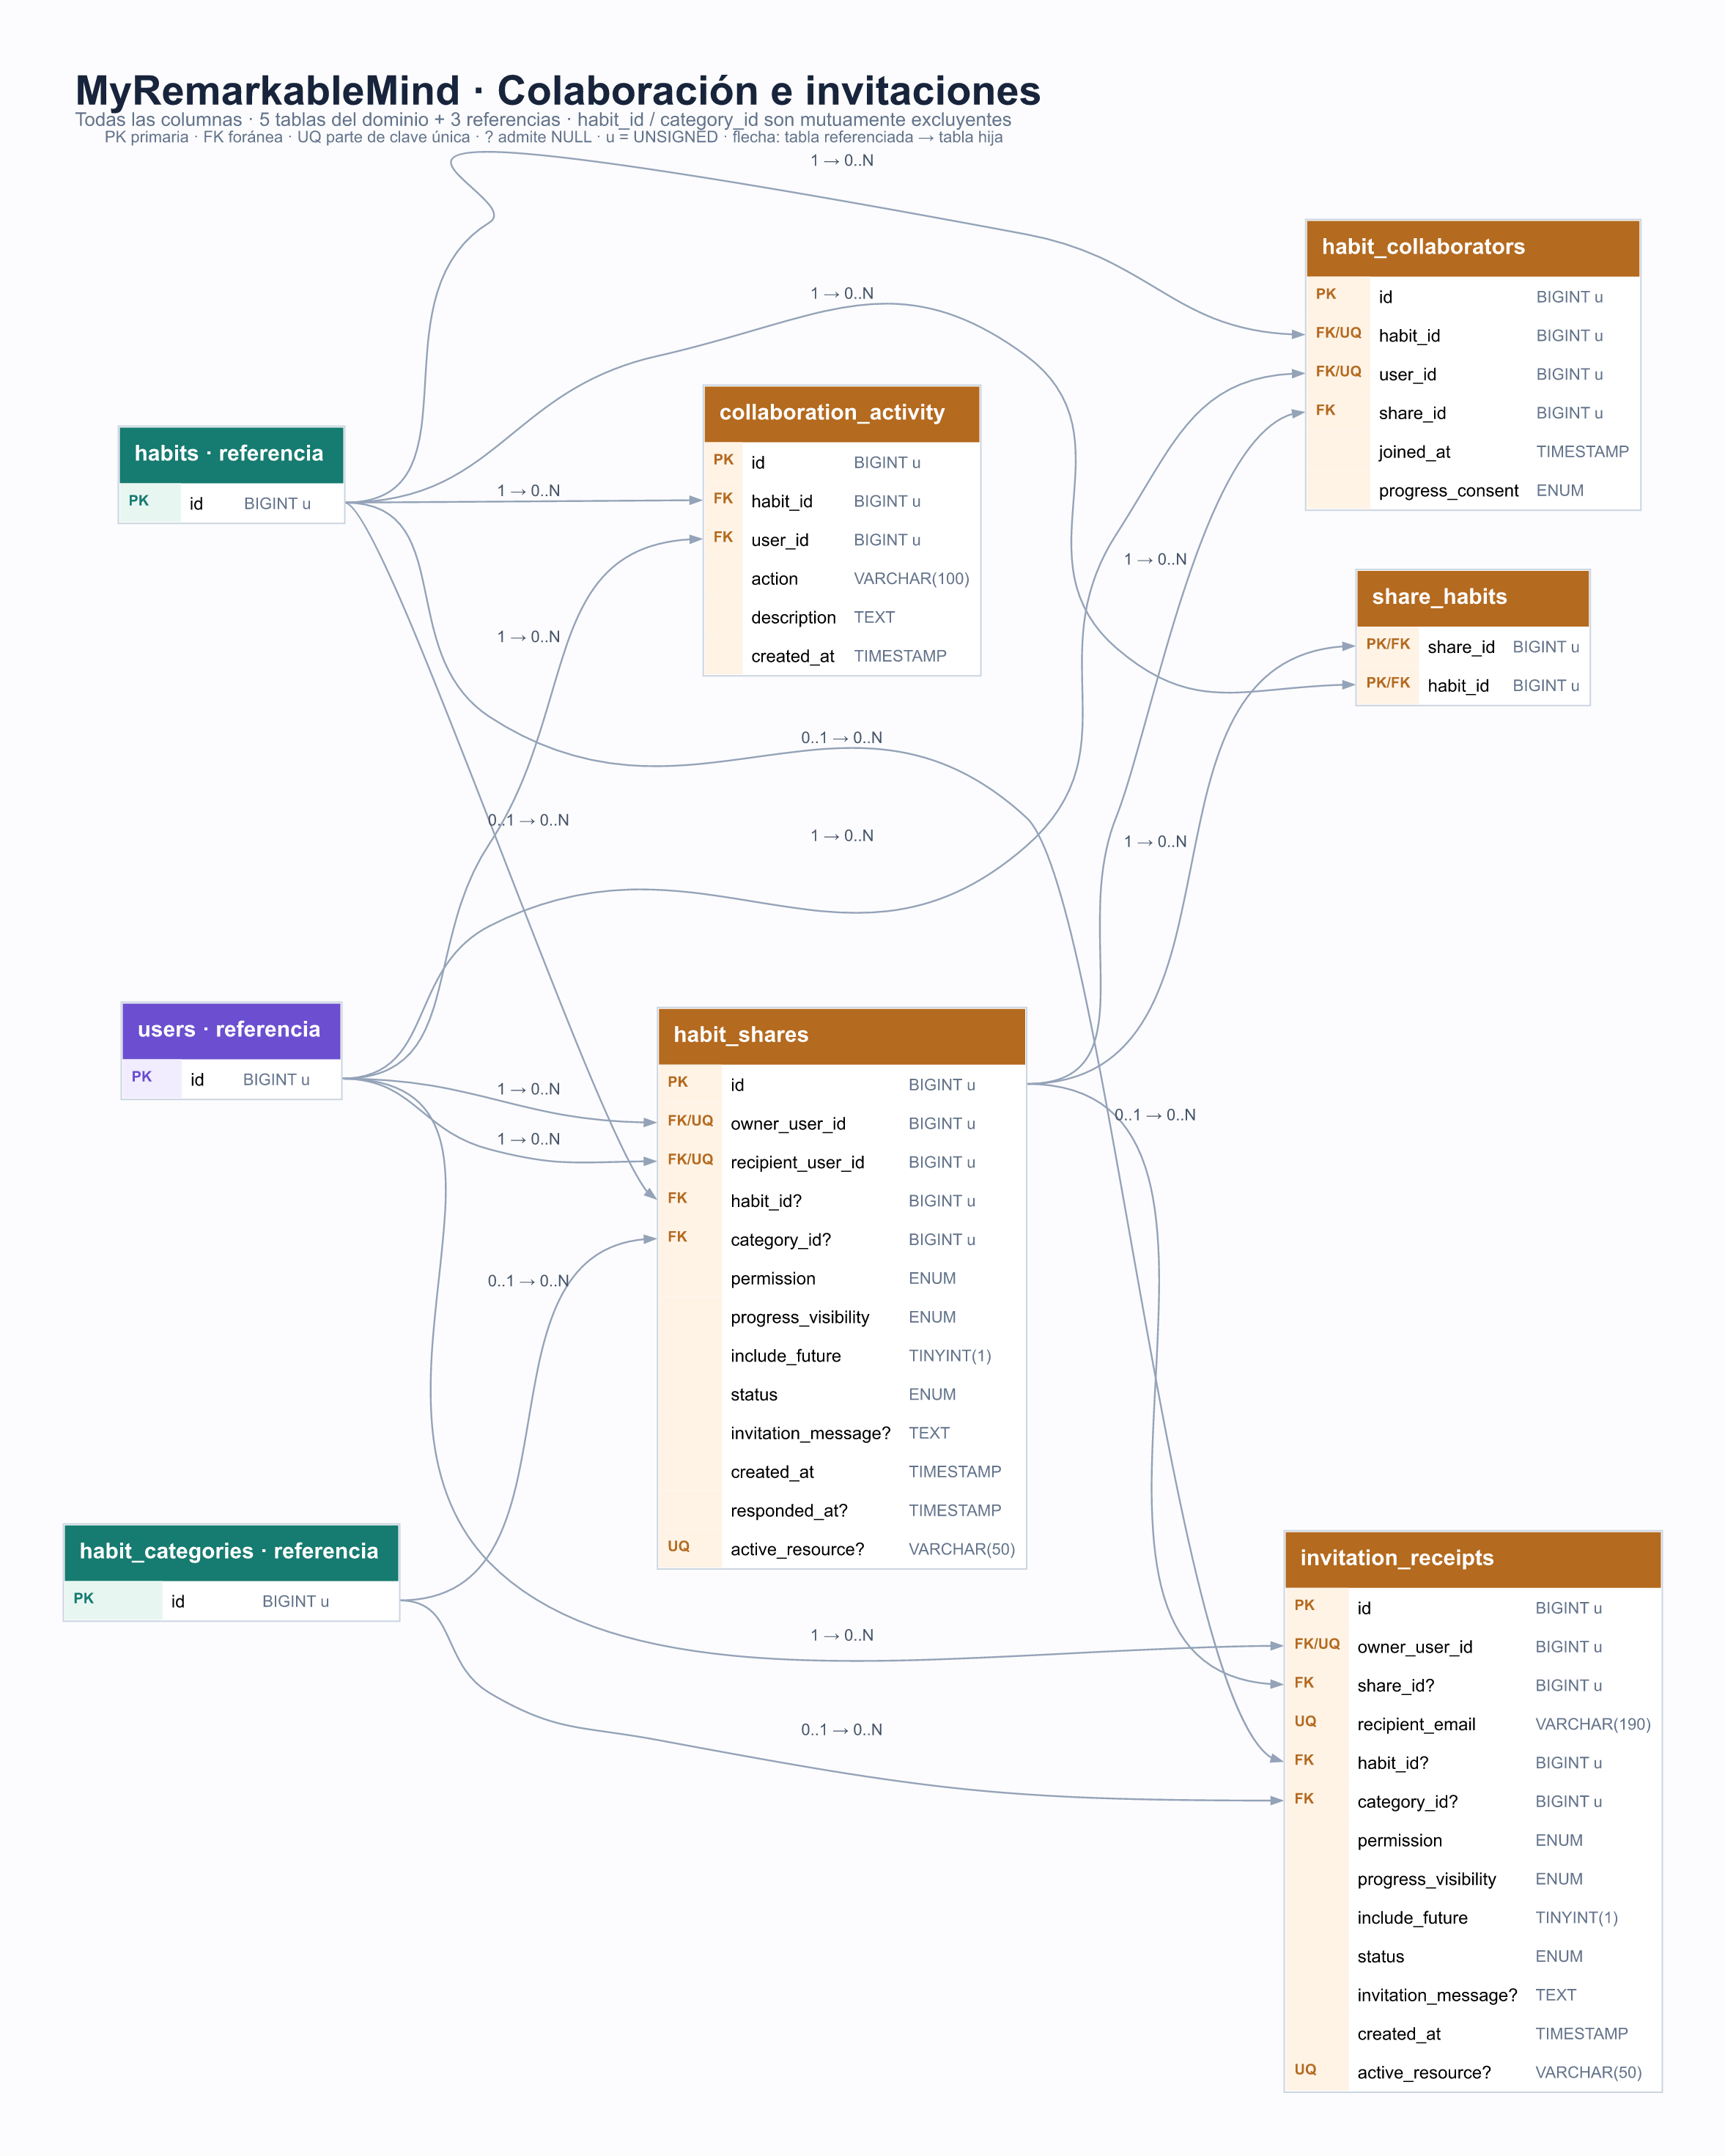 MyRemarkableMind · Colaboración e invitaciones
Todas las columnas · 5 tablas del dominio + 3 referencias · habit_id / category_id son mutuamente excluyentes
PK primaria · FK foránea · UQ parte de clave única · ? admite NULL · u = UNSIGNED · flecha: tabla referenciada → tabla hija
1 → 0..N
habit_collaborators
PK id BIGINT u
FK/UQ habit_id BIGINT u
FK/UQ user_id BIGINT u
FK share_id BIGINT u
joined_at TIMESTAMP
progress_consent ENUM
1 → 0..N
collaboration_activity
PK id BIGINT u
FK habit_id BIGINT u
FK user_id BIGINT u
action VARCHAR(100)
description TEXT
created_at TIMESTAMP
habits · referencia
PK id BIGINT u
1 → 0..N
1 → 0..N
1 → 0..N
share_habits
PK/FK share_id BIGINT u
PK/FK habit_id BIGINT u
0..1 → 0..N
0..1 → 0..N
1 → 0..N
1 → 0..N
users · referencia
PK id BIGINT u
1 → 0..N
1 → 0..N
habit_shares
PK id BIGINT u
FK/UQ owner_user_id BIGINT u
FK/UQ recipient_user_id BIGINT u
FK habit_id? BIGINT u
FK category_id? BIGINT u
permission ENUM
progress_visibility ENUM
include_future TINYINT(1)
status ENUM
invitation_message? TEXT
created_at TIMESTAMP
responded_at? TIMESTAMP
UQ active_resource? VARCHAR(50)
0..1 → 0..N
0..1 → 0..N
habit_categories · referencia
PK id BIGINT u
1 → 0..N
0..1 → 0..N
invitation_receipts
PK id BIGINT u
FK/UQ owner_user_id BIGINT u
FK share_id? BIGINT u
UQ recipient_email VARCHAR(190)
FK habit_id? BIGINT u
FK category_id? BIGINT u
permission ENUM
progress_visibility ENUM
include_future TINYINT(1)
status ENUM
invitation_message? TEXT
created_at TIMESTAMP
UQ active_resource? VARCHAR(50)